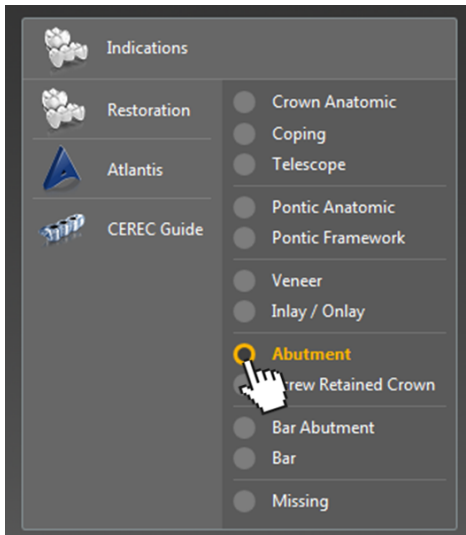 Indications
Restoration
Atlantis
CEREC Guide
Crown Anatomic
Coping
Telescope
Pontic Anatomic
Pontic Framework
Veneer
Inlay / Onlay
Abutment
crew Retained Crown
Bar Abutment
Bar
Missing